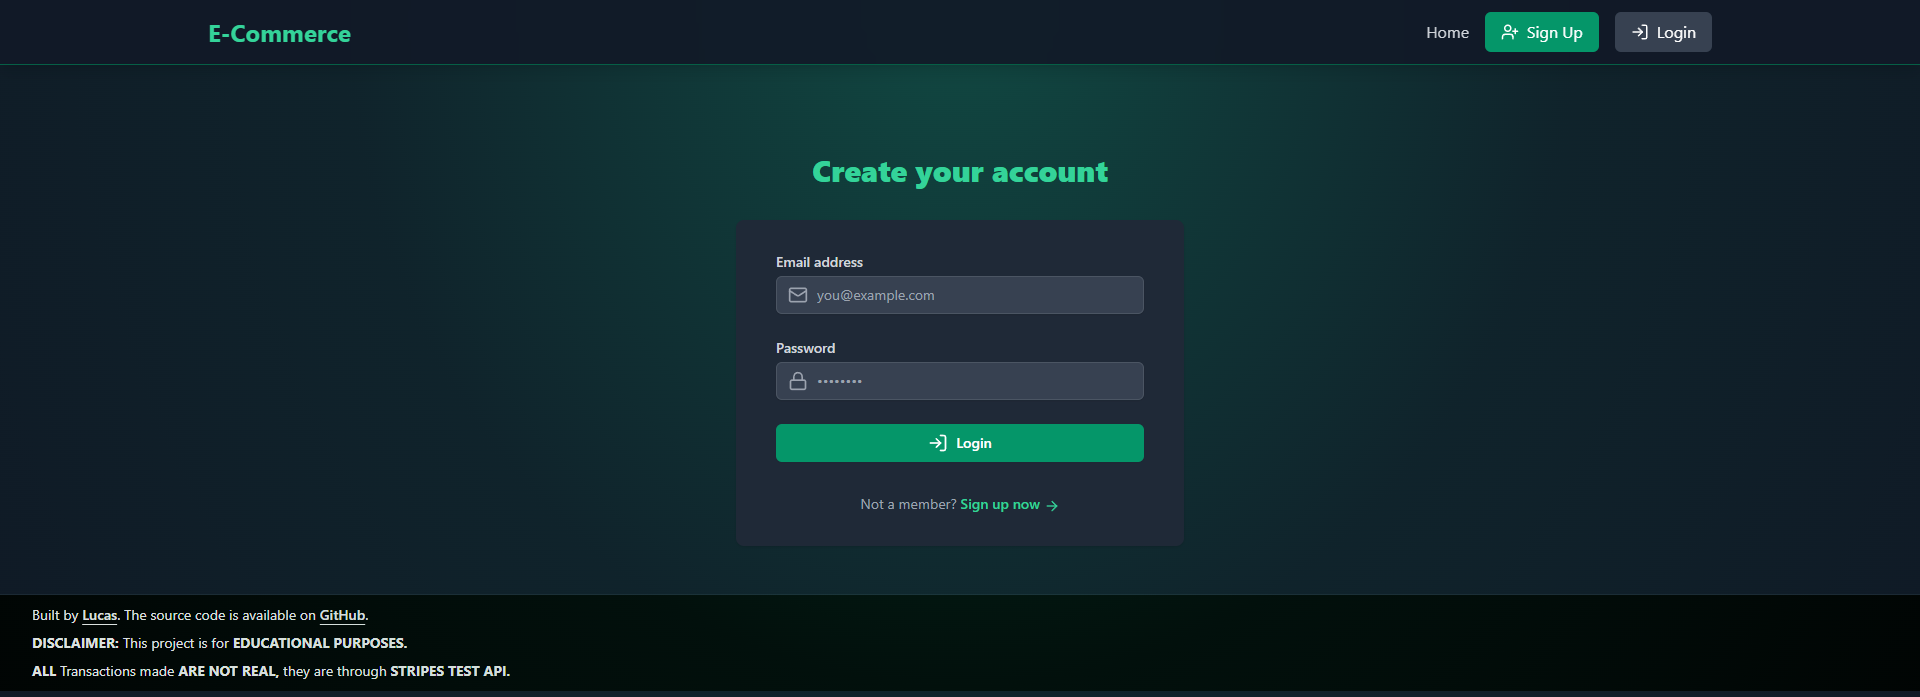 E-Commerce
Home
Sign Up
Login
Create your account
Email address
you@example.com
Password
••••••••
Login
Not a member? Sign up now →
Built by Lucas. The source code is available on GitHub.
DISCLAIMER: This project is for EDUCATIONAL PURPOSES.
ALL Transactions made ARE NOT REAL, they are through STRIPES TEST API.